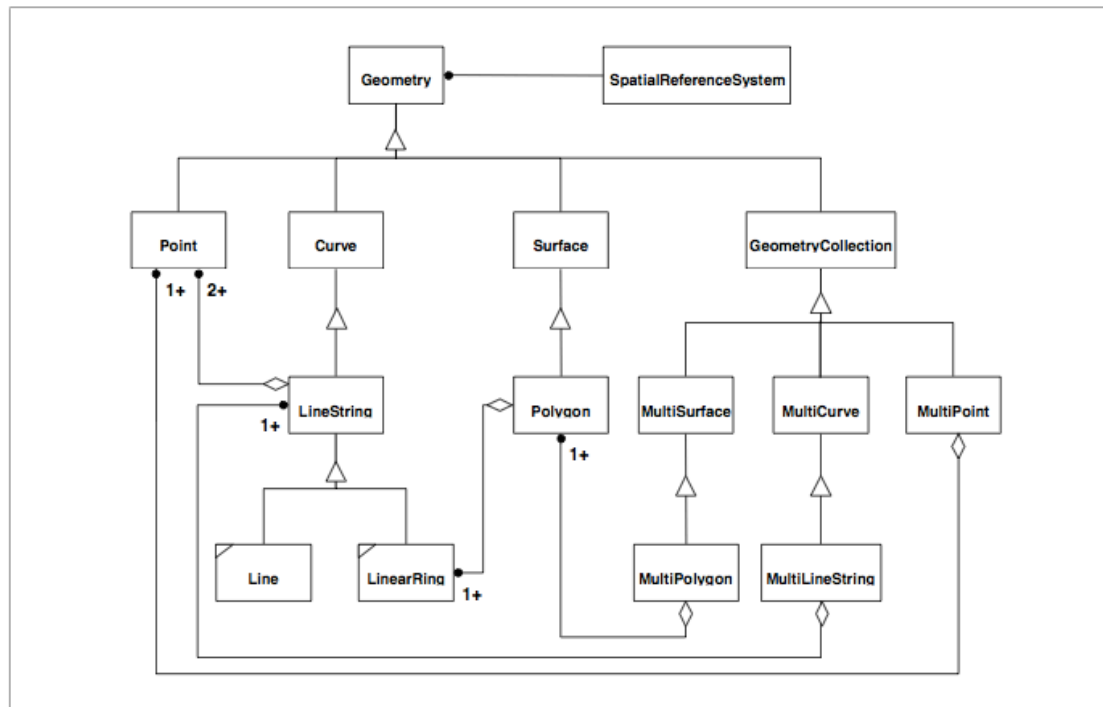 Geometry
SpatialReferenceSystem
Point
Curve
Surface
GeometryCollection
1+
2+
LineString
1+
Polygon
1+
MultiSurface
MultiCurve
MultiPoint
Line
LinearRing
1+
MultiPolygon
MultiLineString